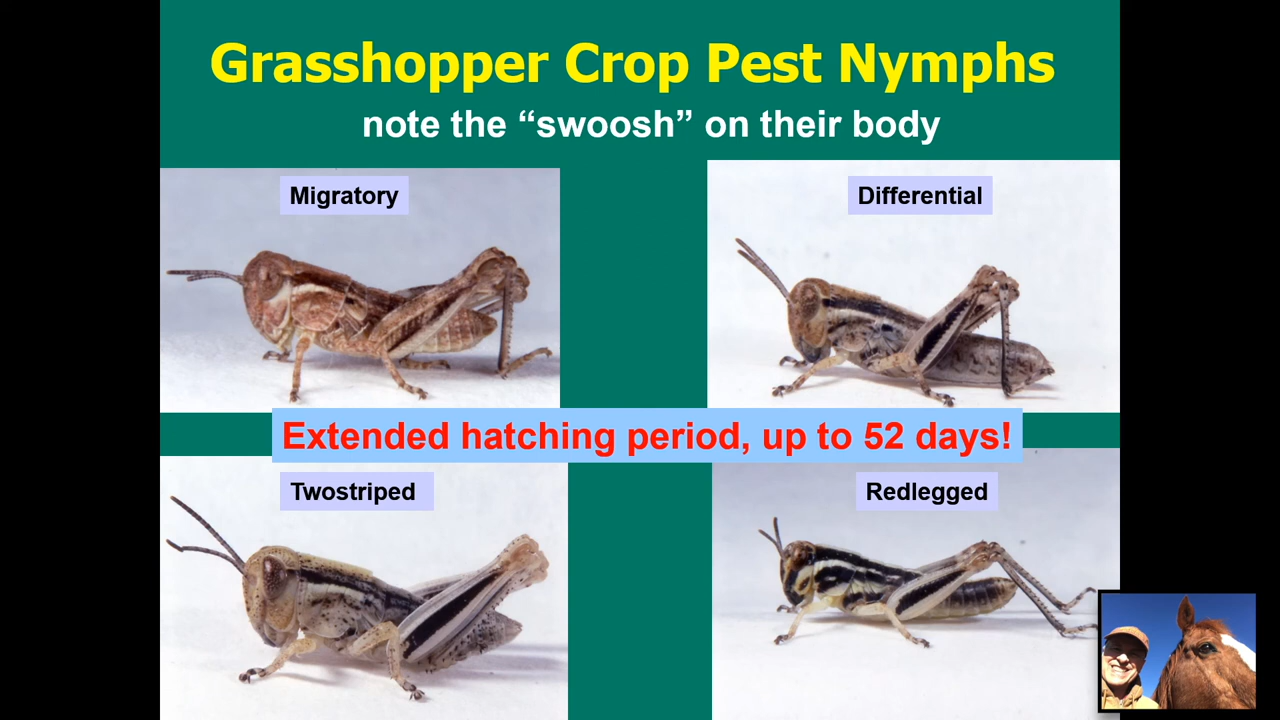 Grasshopper Crop Pest Nymphs
note the “swoosh” on their body
Migratory
Differential
Extended hatching period, up to 52 days!
Twostriped
Redlegged